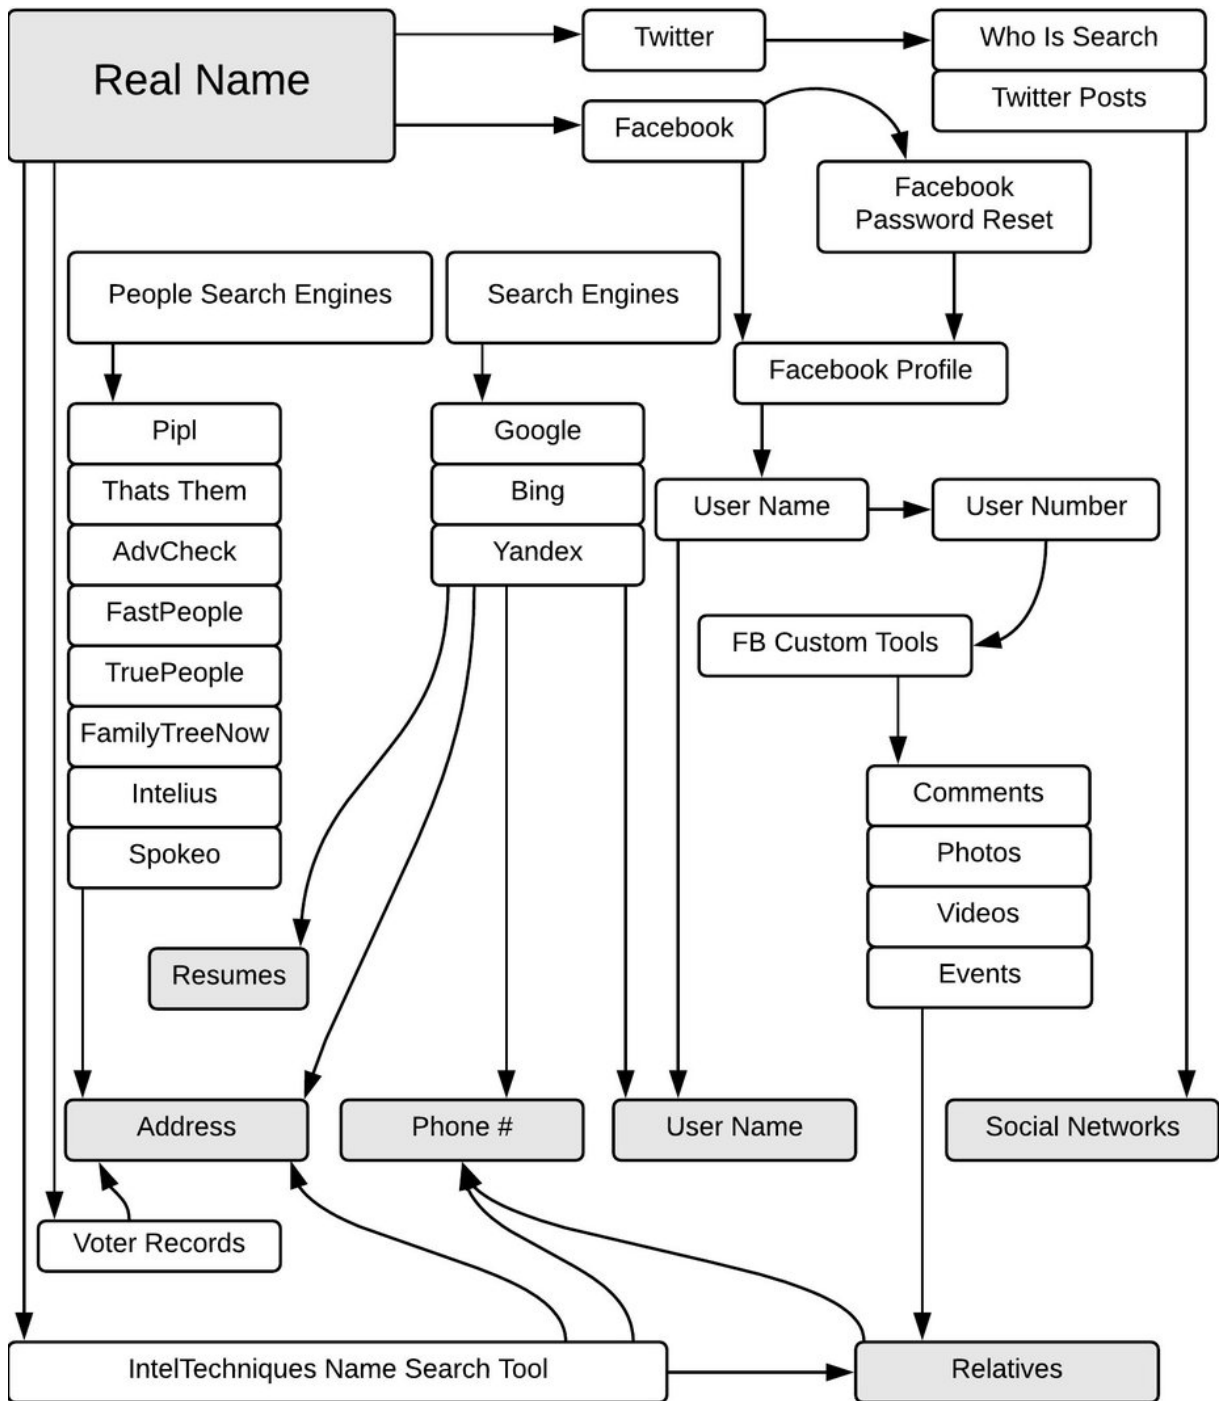 Real Name
Twitter
Who Is Search
Twitter Posts
Facebook
Facebook
Password Reset
People Search Engines
Search Engines
Facebook Profile
Pipl
Thats Them
AdvCheck
FastPeople
TruePeople
FamilyTreeNow
Intelius
Spokeo
Google
Bing
Yandex
User Name
User Number
FB Custom Tools
Comments
Photos
Videos
Events
Resumes
Address
Phone #
User Name
Social Networks
Voter Records
IntelTechniques Name Search Tool
Relatives